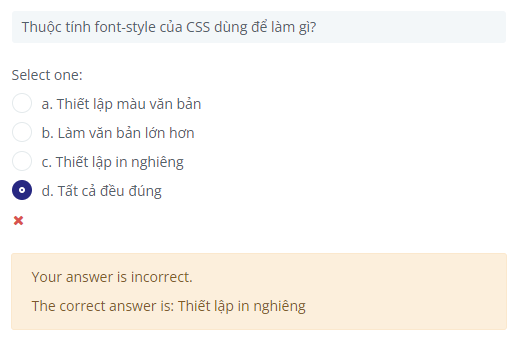 Thuộc tính font-style của CSS dùng để làm gì?
Select one:
a. Thiết lập màu văn bản
b. Làm văn bản lớn hơn
c. Thiết lập in nghiêng
d. Tất cả đều đúng
Your answer is incorrect.
The correct answer is: Thiết lập in nghiêng